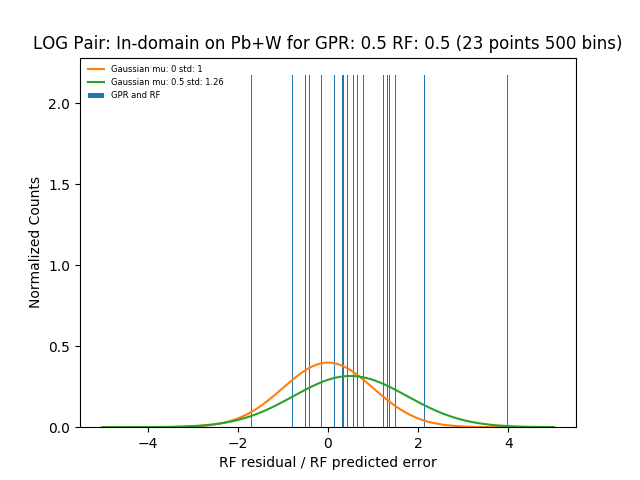 LOG Pair: In-domain on Pb+W for GPR: 0.5 RF: 0.5 (23 points 500 bins)
Gaussian mu: 0 std: 1
Gaussian mu: 0.5 std: 1.26
GPR and RF
Normalized Counts
2.0
1.5
1.0
0.5
0.0
−4 −2 0 2 4
RF residual / RF predicted error